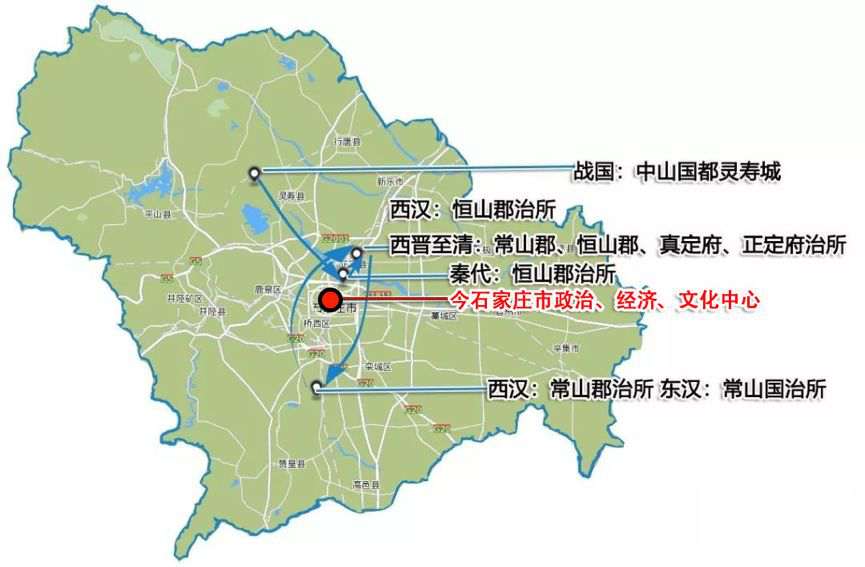 行唐县
战国：中山国都灵寿城
新乐市
灵寿县
西汉：恒山郡治所
平山县
G2001
西晋至清：常山郡、恒山郡、真定府、正定府治所
G5
秦代：恒山郡治所
G5
鹿泉区
今石家庄市政治、经济、文化中心
井陉矿区
井陉县
桥西区
藁城区
G20
G20
辛集市
栾城区
G20
西汉：常山郡治所 东汉：常山国治所
G20
G20
赞皇县
高邑县